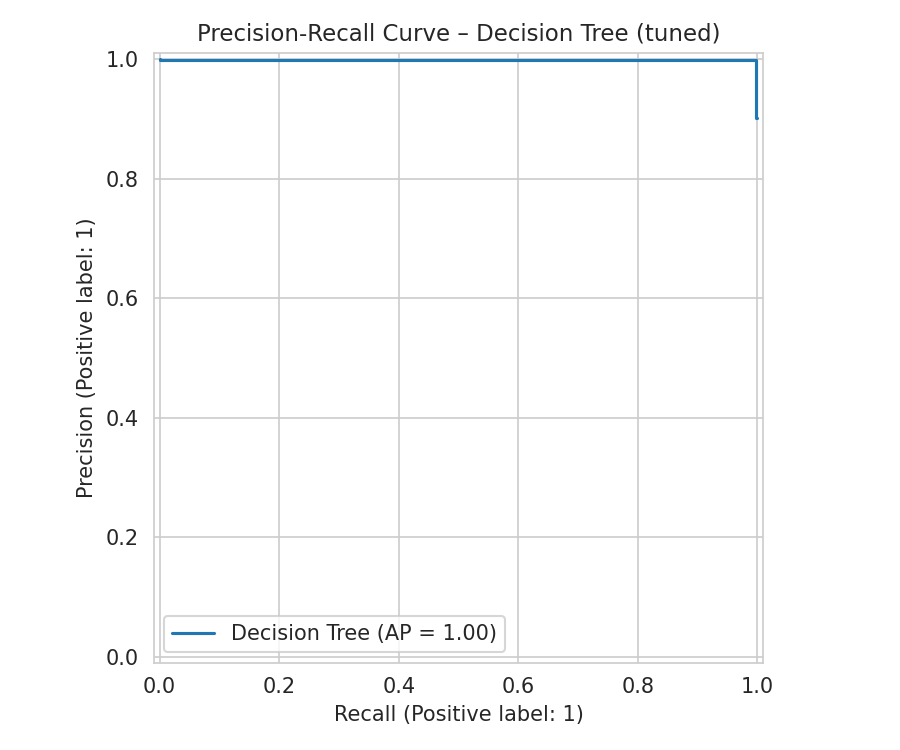 Precision-Recall Curve – Decision Tree (tuned)
1.0
0.8
0.6
0.4
0.2
0.0
Precision (Positive label: 1)
Decision Tree (AP = 1.00)
0.0 0.2 0.4 0.6 0.8 1.0
Recall (Positive label: 1)